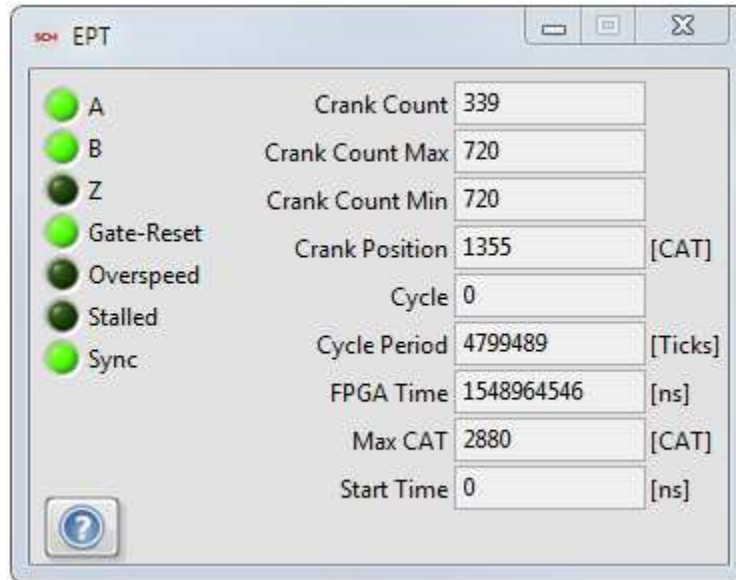 SCM EPT
A
B
Z
Gate-Reset
Overspeed
Stalled
Sync
Crank Count 339
Crank Count Max 720
Crank Count Min 720
Crank Position 1355 [CAT]
Cycle 0
Cycle Period 4799489 [Ticks]
FPGA Time 1548964546 [ns]
Max CAT 2880 [CAT]
Start Time 0 [ns]
?